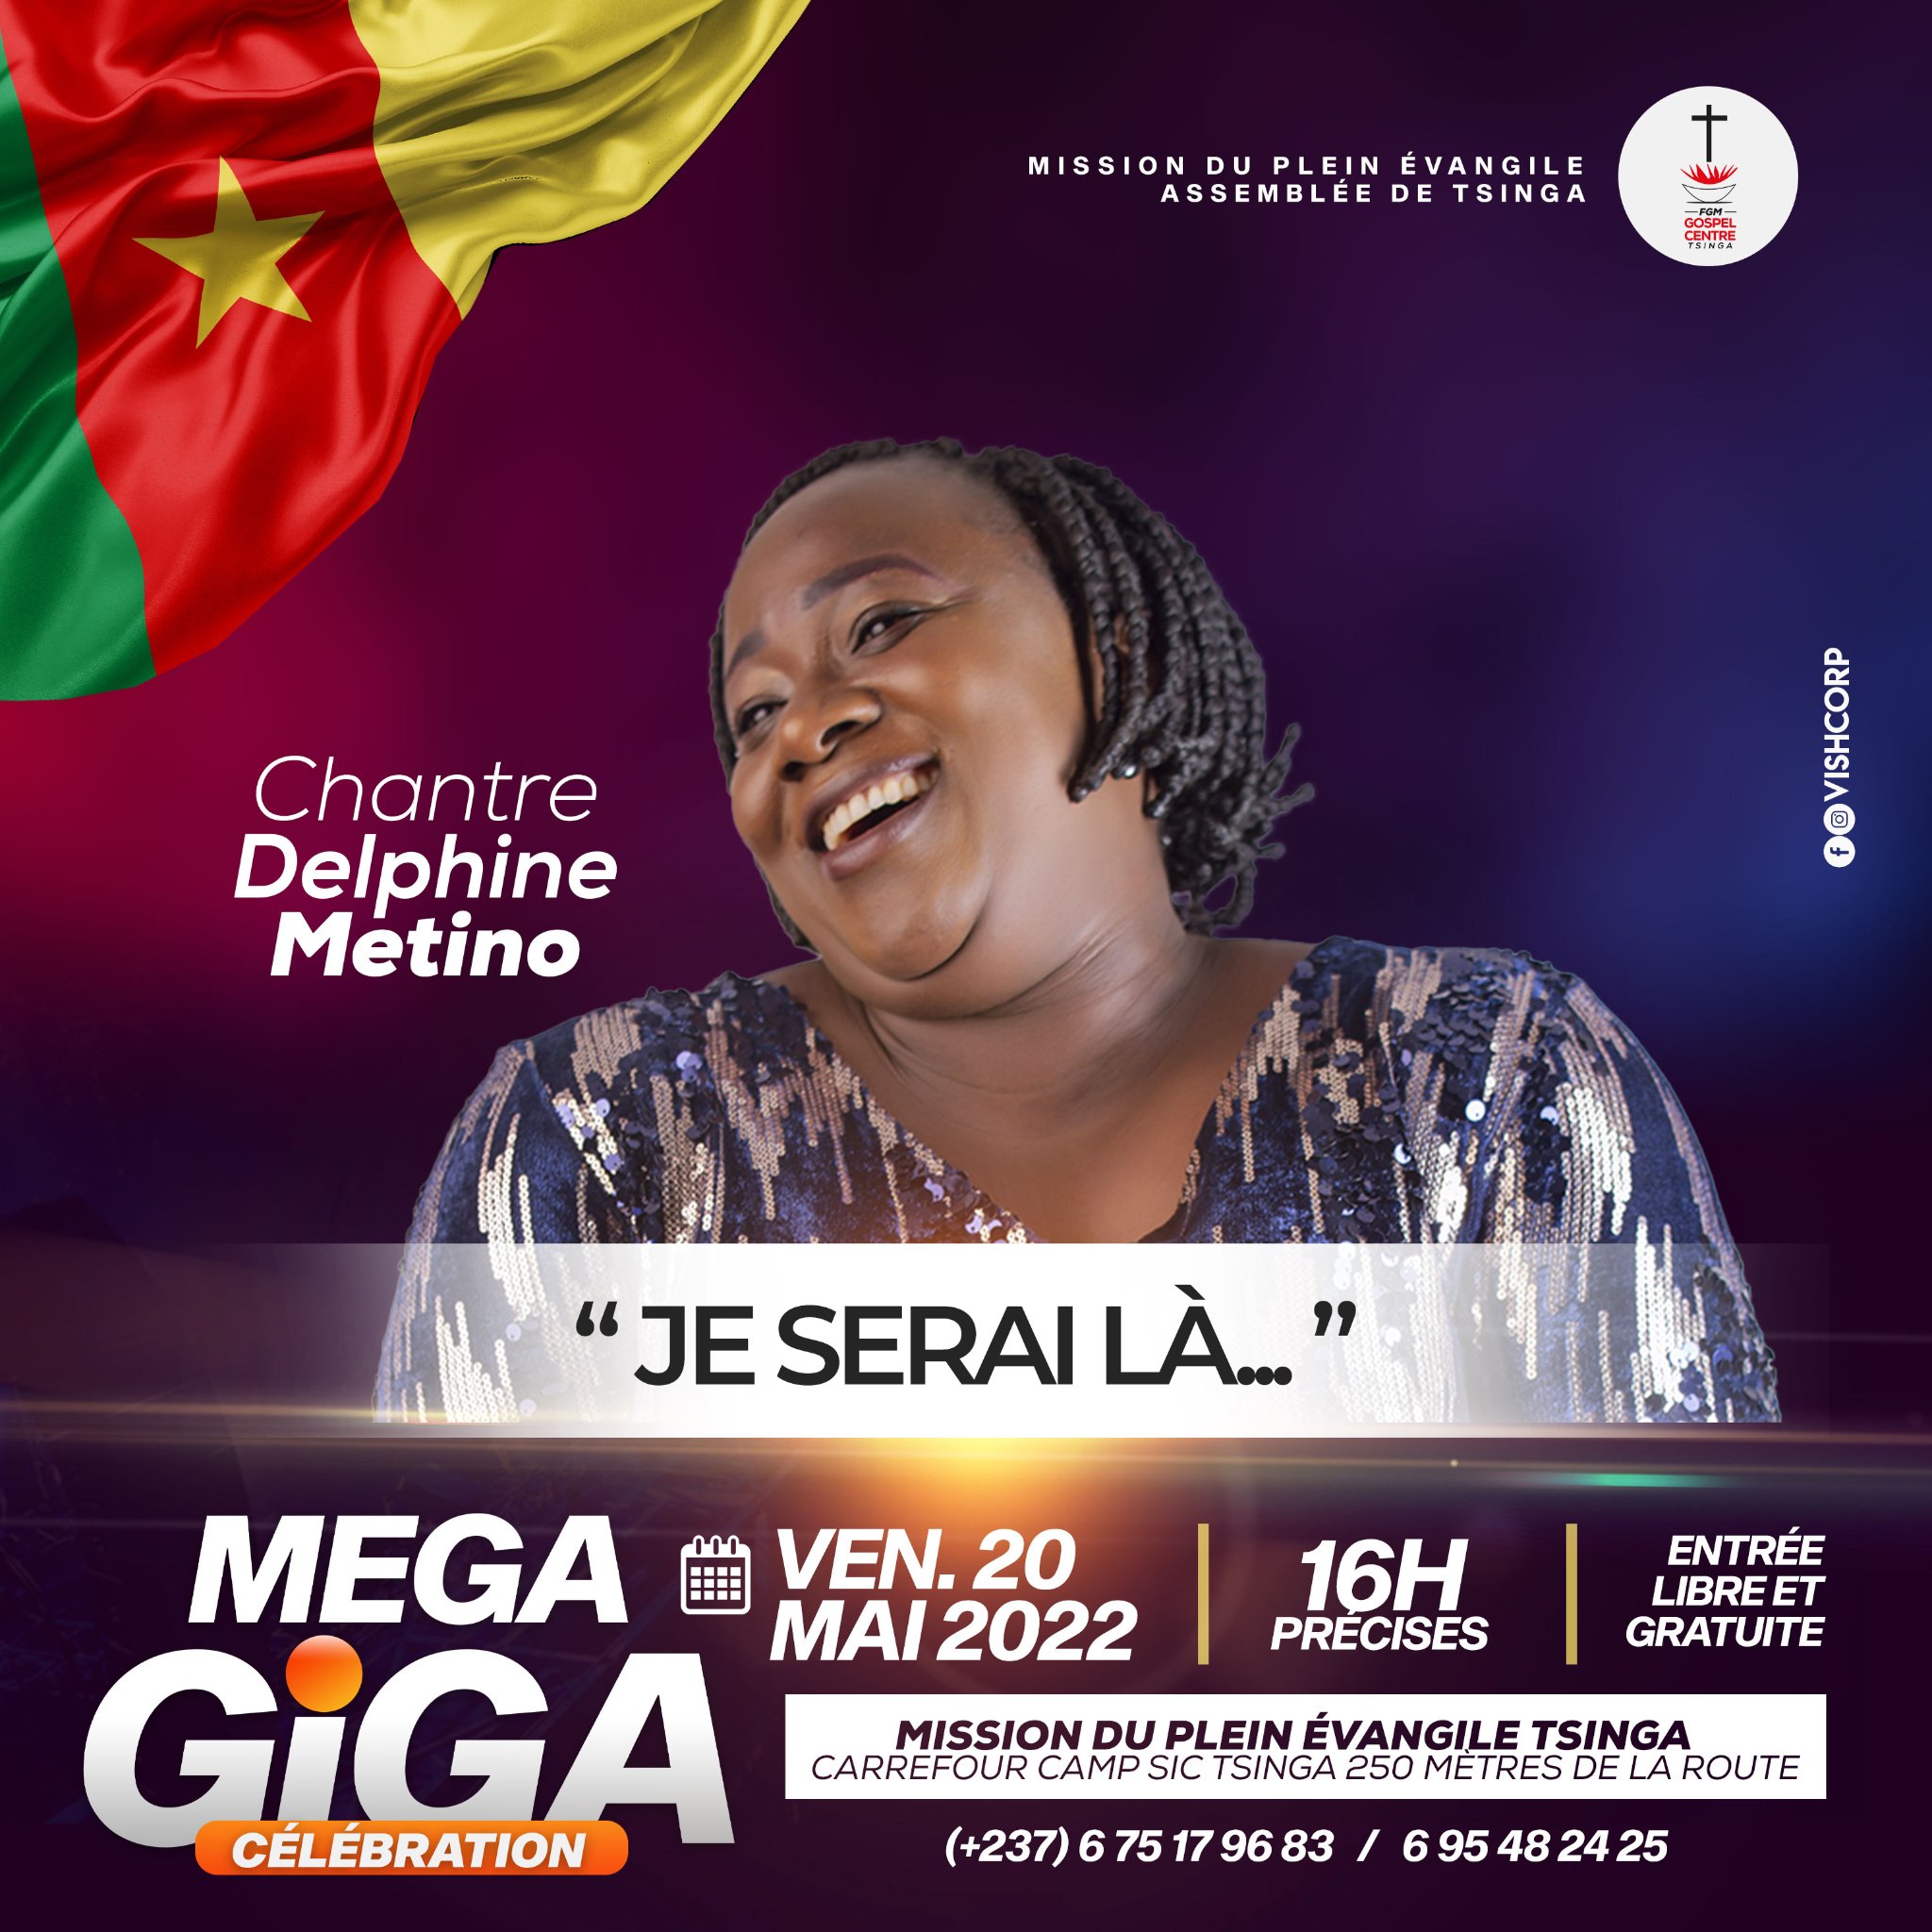 MISSION DU PLEIN ÉVANGILE
ASSEMBLÉE DE TSINGA
FGM
GOSPEL
CENTRE
TSINGA
VISHCORP
Chantre
Delphine
Metino
“ JE SERAI LÀ... ”
MEGA
GiGA
CÉLÉBRATION
VEN. 20
MAI 2022
16H
PRÉCISES
ENTRÉE
LIBRE ET
GRATUITE
MISSION DU PLEIN ÉVANGILE TSINGA
CARREFOUR CAMP SIC TSINGA 250 MÈTRES DE LA ROUTE
(+237) 6 75 17 96 83 / 6 95 48 24 25